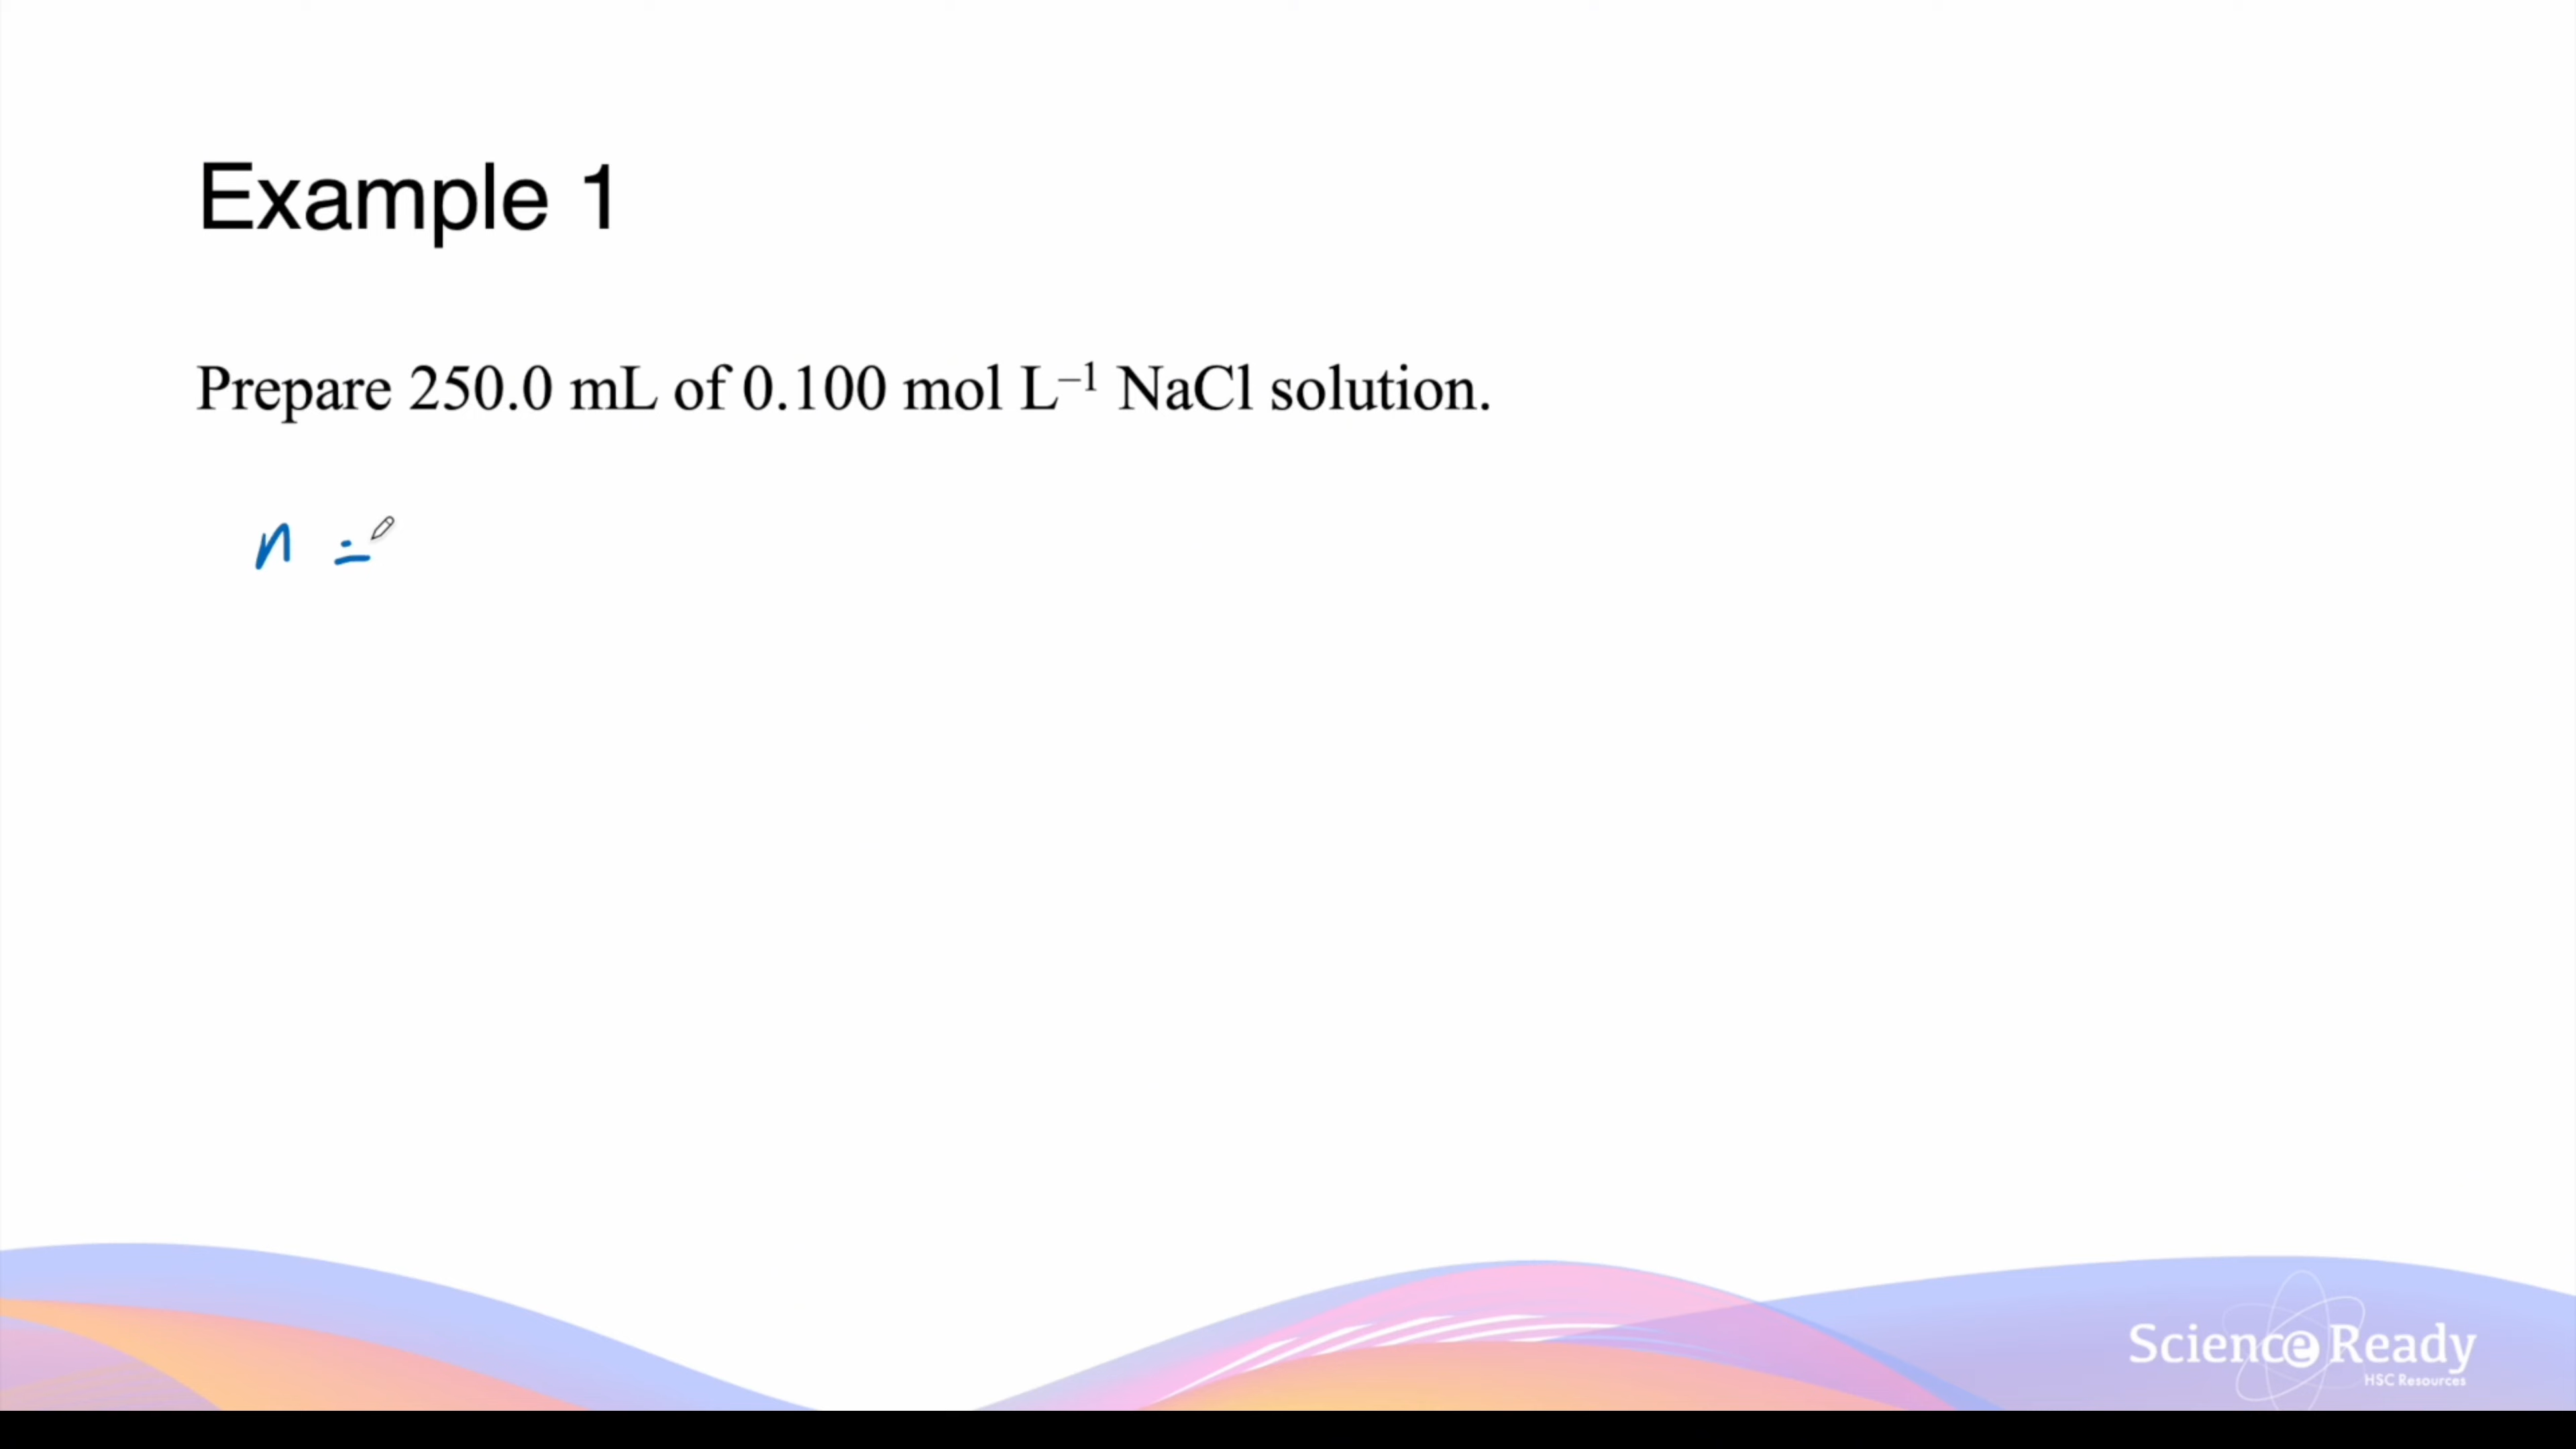 Example 1
Prepare 250.0 mL of 0.100 mol L⁻¹ NaCl solution.
n =
Science Ready
HSC Resources